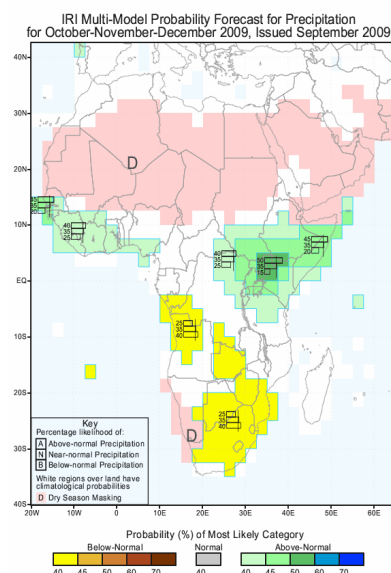 IRI Multi-Model Probability Forecast for Precipitation
for October-November-December 2009, Issued September 2009
40N
30N
20N
10N
EQ
10S
20S
30S
40S
D
45
35
20
40
35
25
40
35
25
50
35
15
45
35
20
25
35
40
25
35
40
D
Key
Percentage likelihood of:
A Above-normal Precipitation
N Near-normal Precipitation
B Below-normal Precipitation
White regions over land have
climatological probabilities
D Dry Season Masking
20W 10W 0 10E 20E 30E 40E 50E 60E
Probability (%) of Most Likely Category
Below-Normal Normal Above-Normal
40 45 50 60 70 40 40 45 50 60 70